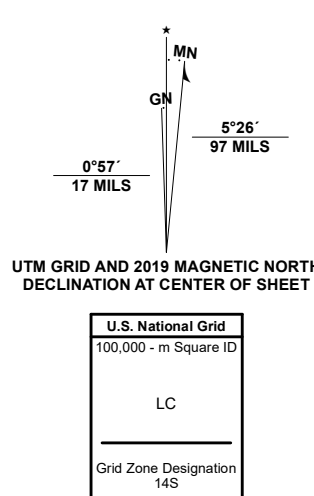 ★
MN
GN
5°26´
97 MILS
0°57´
17 MILS
UTM GRID AND 2019 MAGNETIC NORTH
DECLINATION AT CENTER OF SHEET
U.S. National Grid
100,000 - m Square ID
LC
Grid Zone Designation
14S